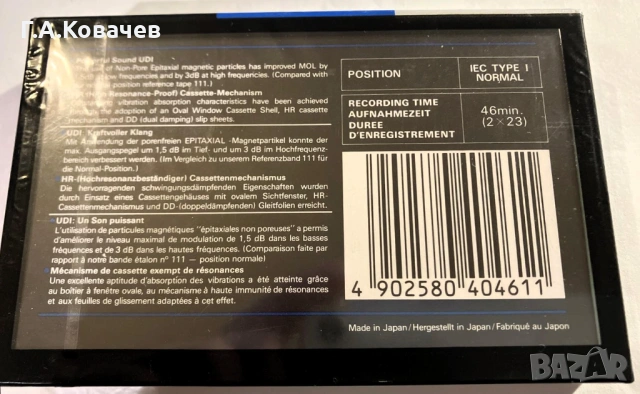 Г.А.Ковачев
Sound UDI
of Non-Pore Epitaxial magnetic particles has improved MOL by
low frequencies and by 3dB at high frequencies. (Compared with
position reference tape 111.)
Resonance-Proof) Cassette-Mechanism
vibration absorption characteristics have been achieved
the adoption of an Oval Window Cassette Shell, HR cassette
mechanism and DD (dual damping) slip sheets.
UDI Kraftvoller Klang
Mit Anwendung der porenfreien EPITAXIAL -Magnetpartikel konnte der
max. Ausgangspegel um 1,5 dB im Tief- und um 3 dB im Hochfrequenz-
bereich verbessert werden. (Im Vergleich zu unserem Referenzband 111 für
die Normal-Position.)
HR-(Hochresonanzbeständiger) Cassettenmechanismus
Die hervorragenden schwingungsdämpfenden Eigenschaften wurden
durch Einsatz eines Cassettengehäuses mit ovalem Sichtfenster, HR-
Cassettenmechanismus und DD-(doppeldämpfenden) Gleitfolien erreicht.
UDI: Un Son puissant
L'utilisation de particules magnétiques "épitaxiales non poreuses" a permis
d'améliorer le niveau maximal de modulation de 1,5 dB dans les basses
fréquences et de 3 dB dans les hautes fréquences. (Comparaison faite par
rapport à notre bande étalon n° 111 — position normale)
Mécanisme de cassette exempt de résonances
Une excellente aptitude d'absorption des vibrations a été atteinte grâce
au boîtier à fenêtre ovale, au mécanisme à haute immunité de résonances
et aux feuilles de glissement adaptées à cet effet.
POSITION
IEC TYPE I
NORMAL
RECORDING TIME
AUFNAHMEZEIT
DUREE
D'ENREGISTREMENT
46min.
(2×23)
4 902580 404611
Made in Japan/Hergestellt in Japan/Fabriqué au Japon
BAZAR